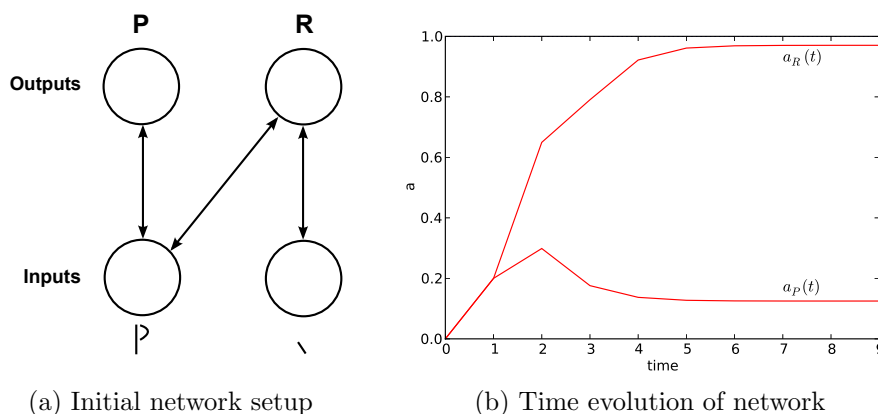 P R
Outputs
Inputs
(a) Initial network setup
1.0
0.8
0.6
0.4
0.2
0.0
a
a_R(t)
a_P(t)
0 1 2 3 4 5 6 7 8 9
time
(b) Time evolution of network